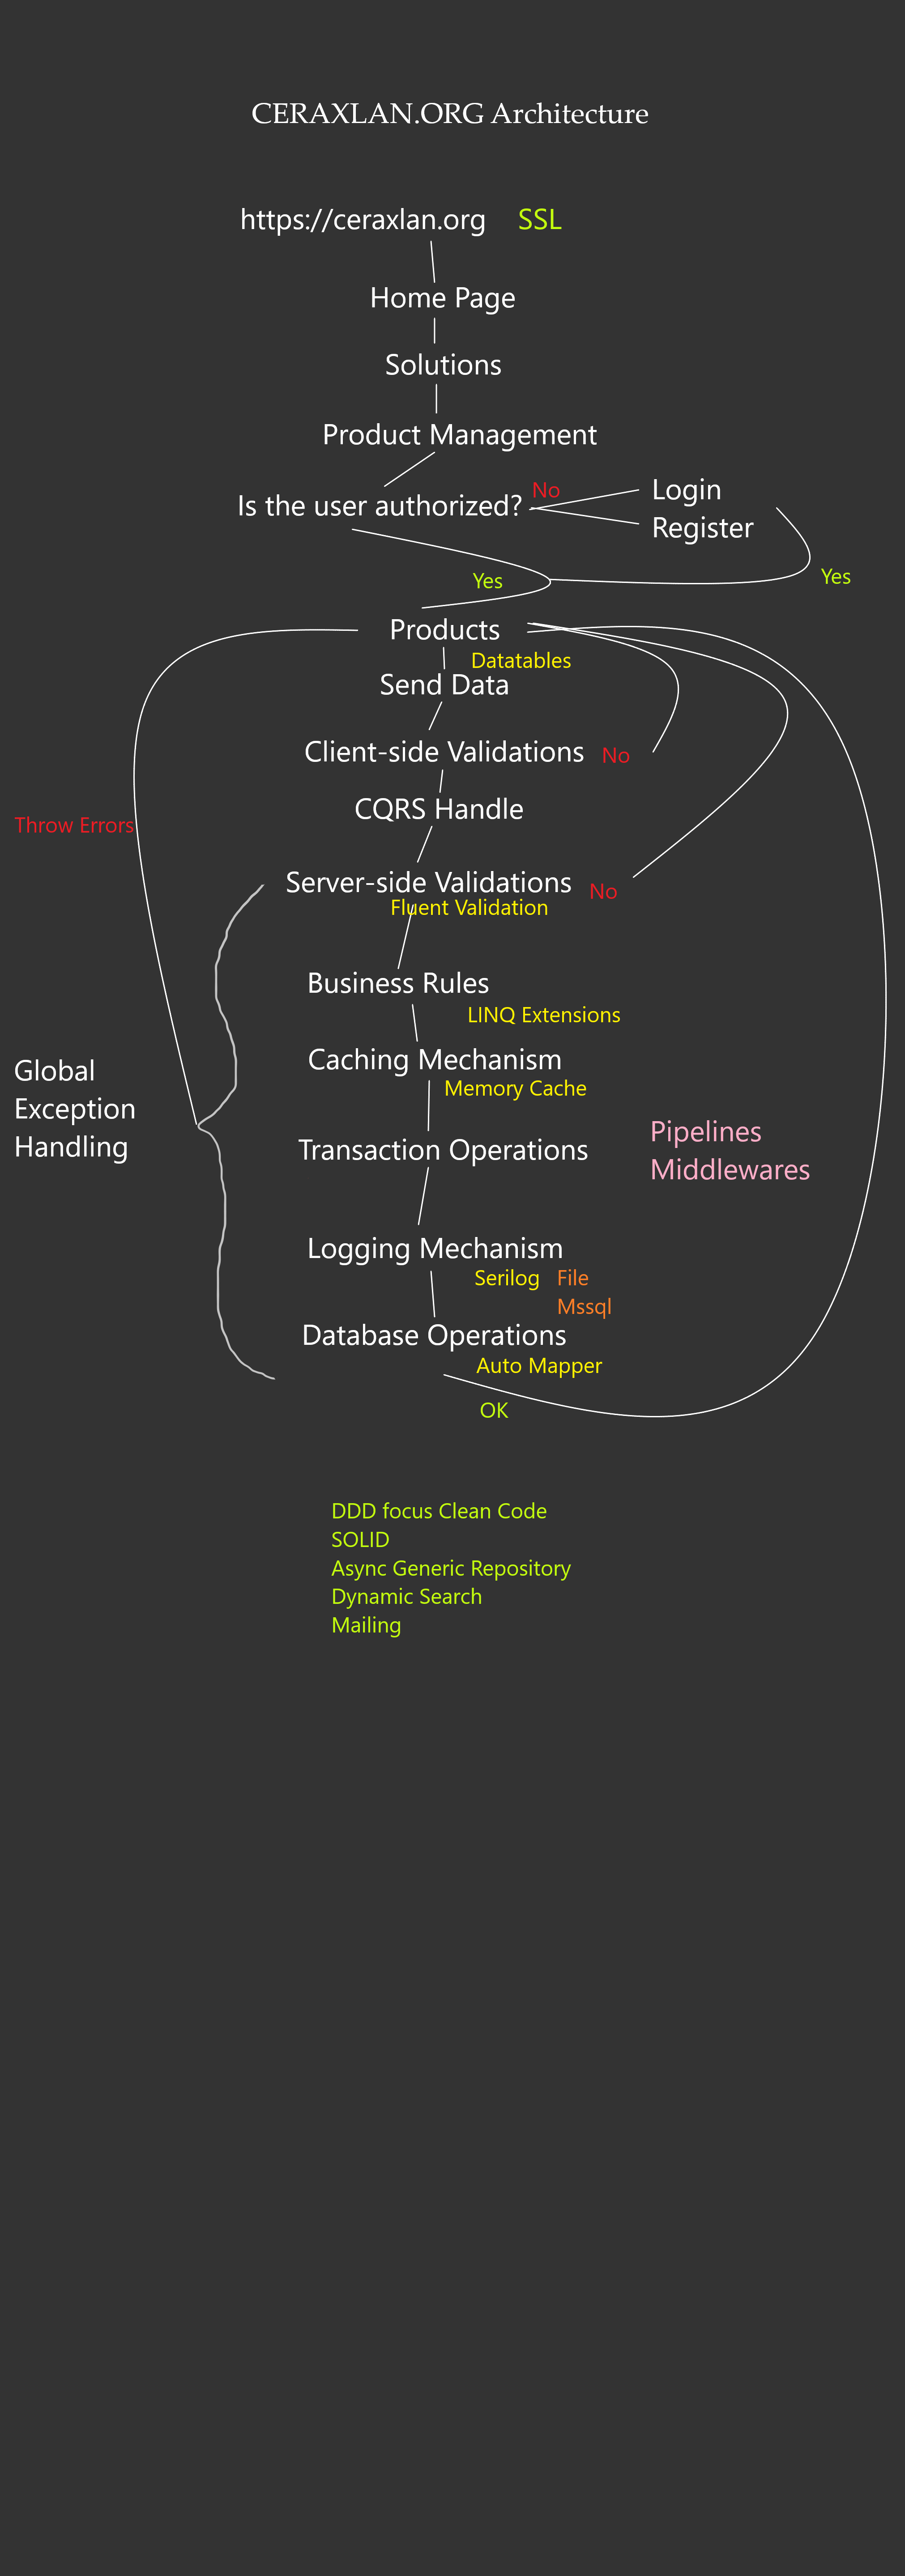 CERAXLAN.ORG Architecture
https://ceraxlan.org SSL
Home Page
Solutions
Product Management
Is the user authorized? No
Login
Register
Yes
Yes
Products
Datatables
Send Data
Client-side Validations No
CQRS Handle
Throw Errors
Server-side Validations No
Fluent Validation
Business Rules
LINQ Extensions
Caching Mechanism
Memory Cache
Global
Exception
Handling
Transaction Operations
Pipelines
Middlewares
Logging Mechanism
Serilog File
Mssql
Database Operations
Auto Mapper
OK
DDD focus Clean Code
SOLID
Async Generic Repository
Dynamic Search
Mailing